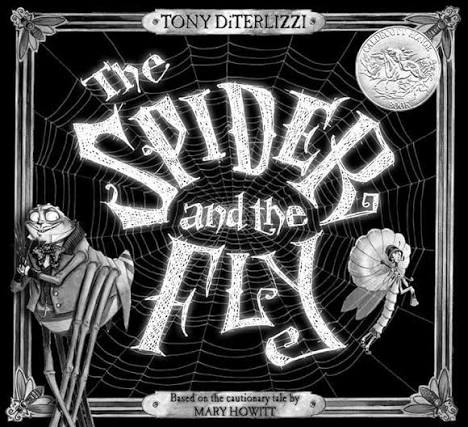 TONY DiTERLIZZI
The
SPIDER
and the
FLY
Based on the cautionary tale by
MARY HOWITT